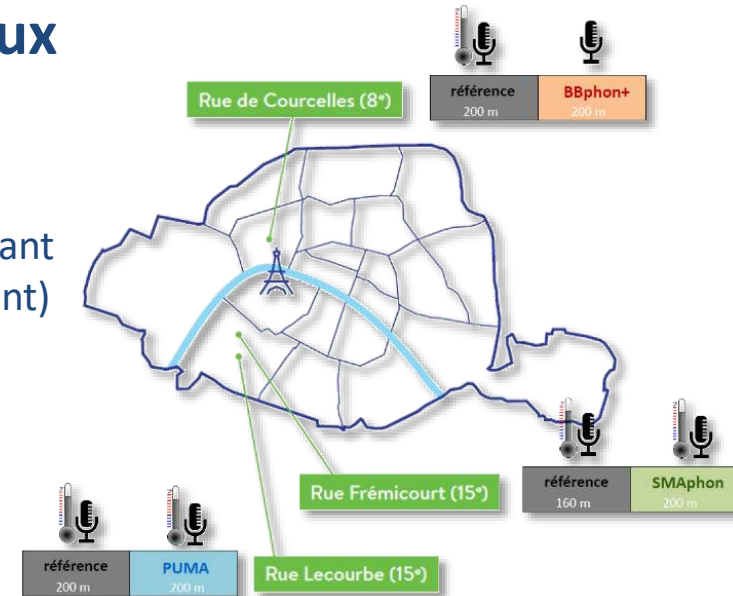 ux
ant
nt)
Rue de Courcelles (8e)
référence
200 m
BBphon+
200 m
Rue Frémicourt (15e)
référence
160 m
SMAphon
200 m
Rue Lecourbe (15e)
référence
200 m
PUMA
200 m